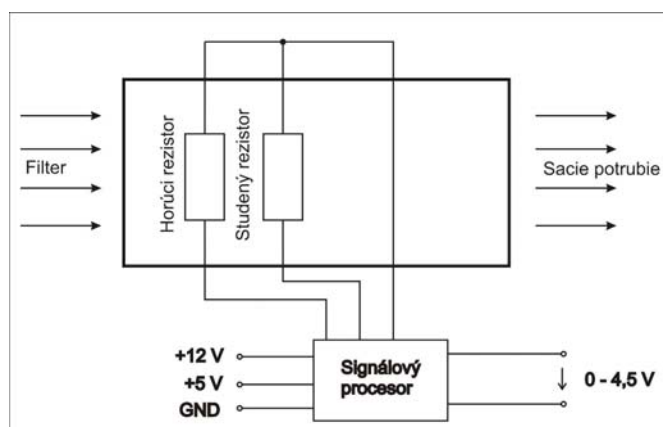 Filter
Horúci rezistor
Studený rezistor
Sacie potrubie
+12 V
+5 V
GND
Signálový
procesor
0 - 4,5 V